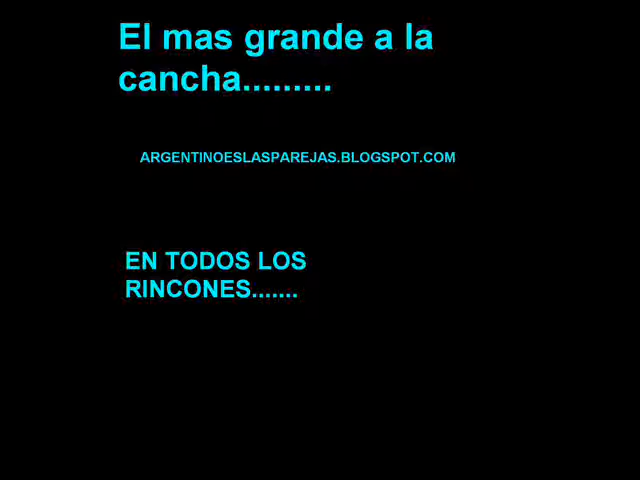 El mas grande a la
cancha.........
ARGENTINOESLASPAREJAS.BLOGSPOT.COM
EN TODOS LOS
RINCONES.......